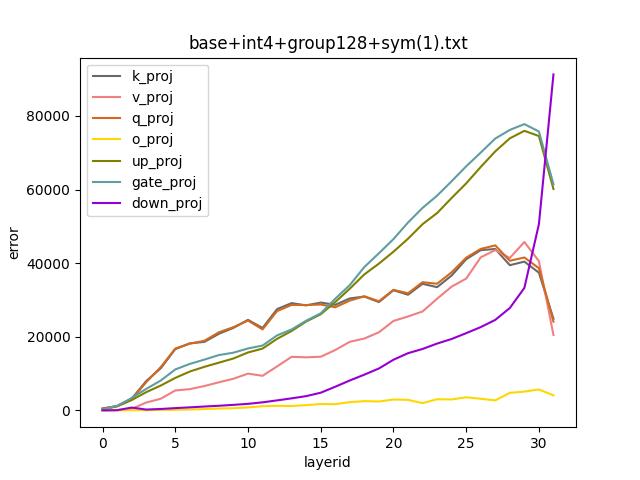 base+int4+group128+sym(1).txt
k_proj
v_proj
q_proj
o_proj
up_proj
gate_proj
down_proj
80000
60000
40000
20000
0
error
0 5 10 15 20 25 30
layerid